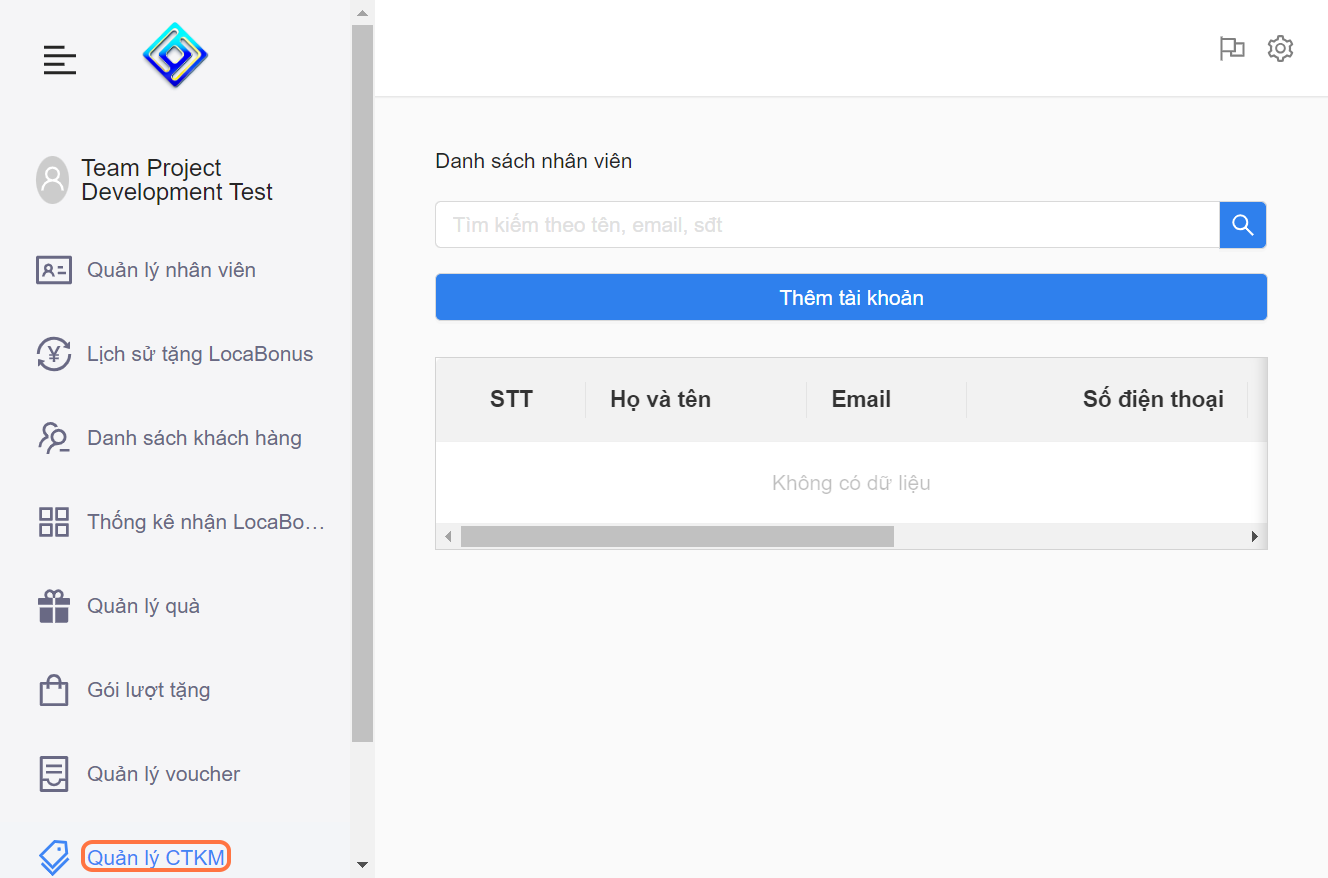 Team Project
Development Test
Quản lý nhân viên
Lịch sử tặng LocaBonus
Danh sách khách hàng
Thống kê nhận LocaBo…
Quản lý quà
Gói lượt tặng
Quản lý voucher
Quản lý CTKM
Danh sách nhân viên
Tìm kiếm theo tên, email, sđt
Thêm tài khoản
STT Họ và tên Email Số điện thoại
Không có dữ liệu